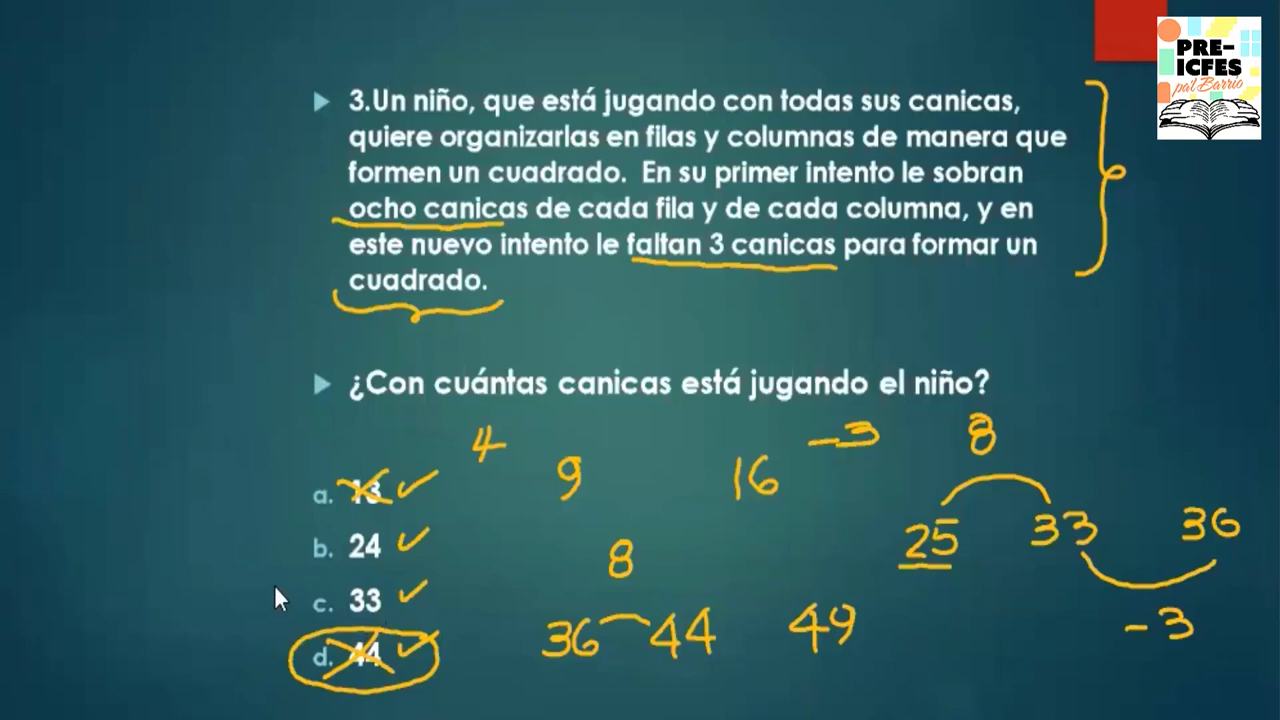 PRE-
ICFES
pa'l Barrio
3.Un niño, que está jugando con todas sus canicas,
quiere organizarlas en filas y columnas de manera que
formen un cuadrado. En su primer intento le sobran
ocho canicas de cada fila y de cada columna, y en
este nuevo intento le faltan 3 canicas para formar un
cuadrado.
¿Con cuántas canicas está jugando el niño?
4 9 16 -3 8
a. 13
25 33 36
b. 24
8
c. 33
36 44 49 -3
d. 44